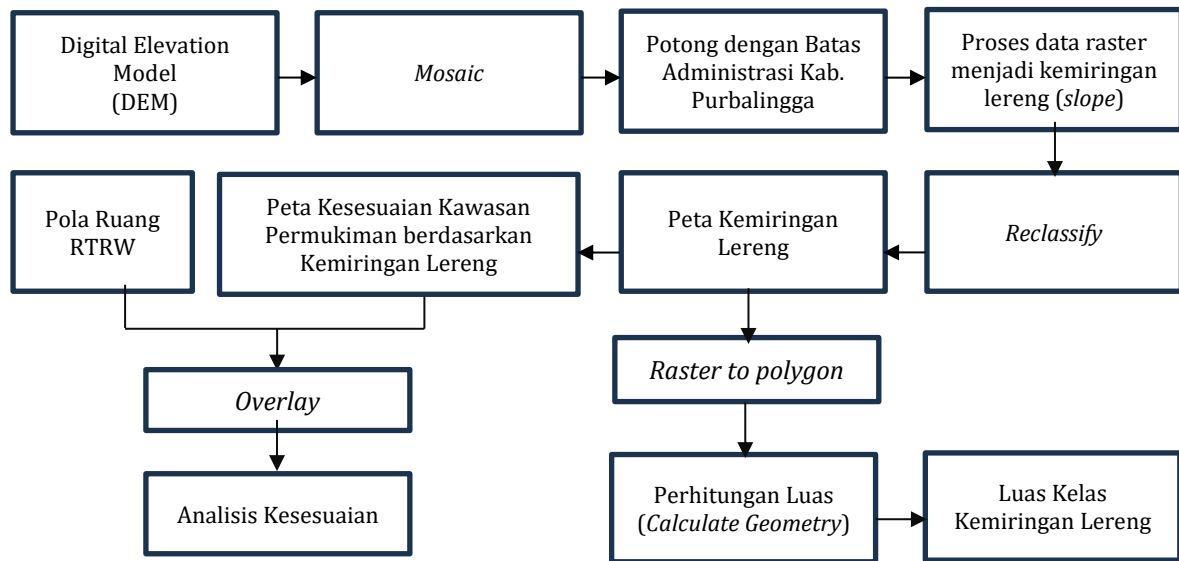 Digital Elevation
Model
(DEM)
Mosaic
Potong dengan Batas
Administrasi Kab.
Purbalingga
Proses data raster
menjadi kemiringan
lereng (slope)
Pola Ruang
RTRW
Peta Kesesuaian Kawasan
Permukiman berdasarkan
Kemiringan Lereng
Peta Kemiringan
Lereng
Reclassify
Overlay
Raster to polygon
Analisis Kesesuaian
Perhitungan Luas
(Calculate Geometry)
Luas Kelas
Kemiringan Lereng